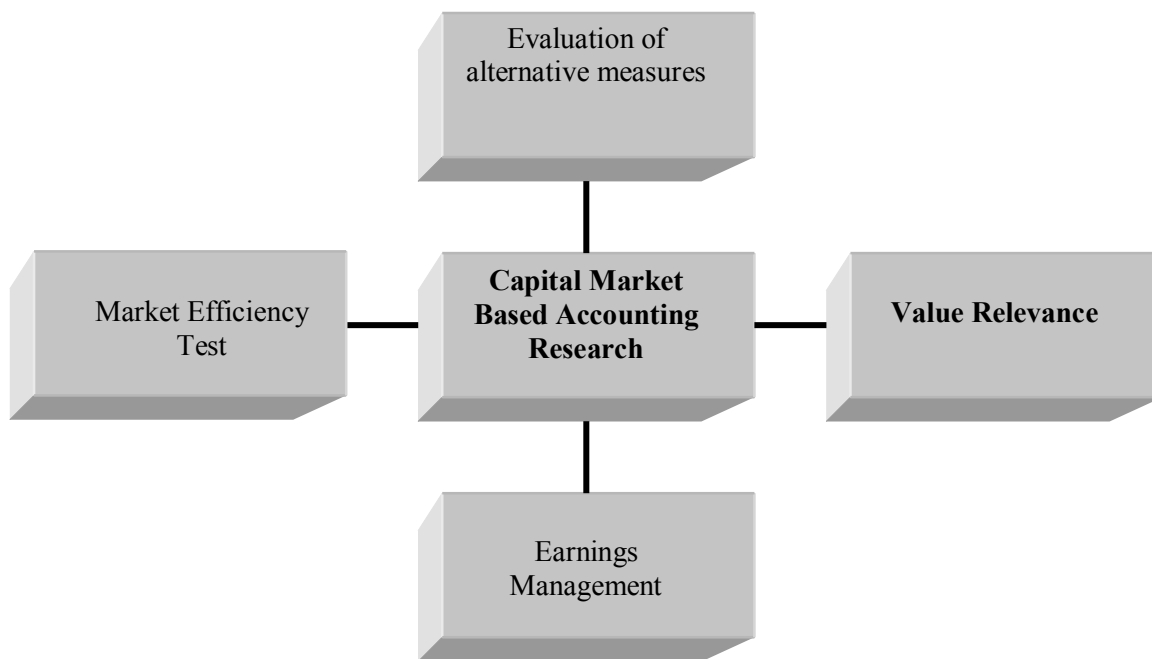 Evaluation of
alternative measures
Market Efficiency
Test
Capital Market
Based Accounting
Research
Value Relevance
Earnings
Management